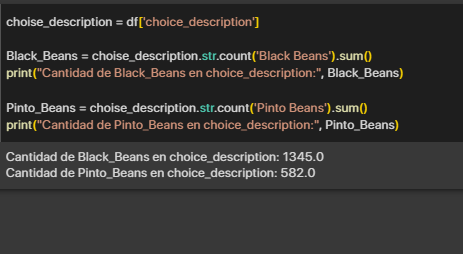 choise_description = df['choice_description']
Black_Beans = choise_description.str.count('Black Beans').sum()
print("Cantidad de Black_Beans en choice_description:", Black_Beans)
Pinto_Beans = choise_description.str.count('Pinto Beans').sum()
print("Cantidad de Pinto_Beans en choice_description:", Pinto_Beans)
Cantidad de Black_Beans en choice_description: 1345.0
Cantidad de Pinto_Beans en choice_description: 582.0